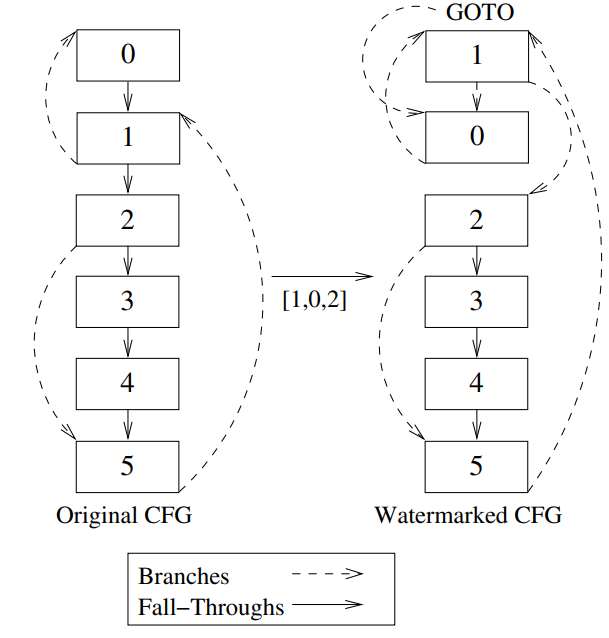 GOTO
0
1
2
3
4
5
Original CFG
[1,0,2]
1
0
2
3
4
5
Watermarked CFG
Branches
Fall−Throughs